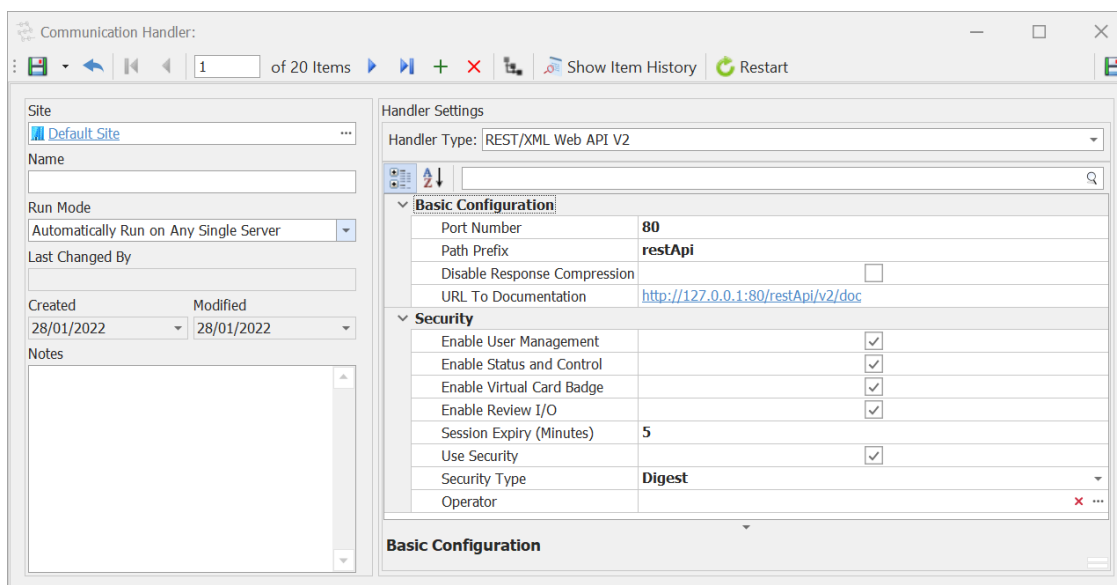 Communication Handler:
1 of 20 Items Show Item History Restart
Site
Default Site
Name
Run Mode
Automatically Run on Any Single Server
Last Changed By
Created Modified
28/01/2022 28/01/2022
Notes
Handler Settings
Handler Type: REST/XML Web API V2
Basic Configuration
Port Number 80
Path Prefix restApi
Disable Response Compression
URL To Documentation http://127.0.0.1:80/restApi/v2/doc
Security
Enable User Management
Enable Status and Control
Enable Virtual Card Badge
Enable Review I/O
Session Expiry (Minutes) 5
Use Security
Security Type Digest
Operator
Basic Configuration